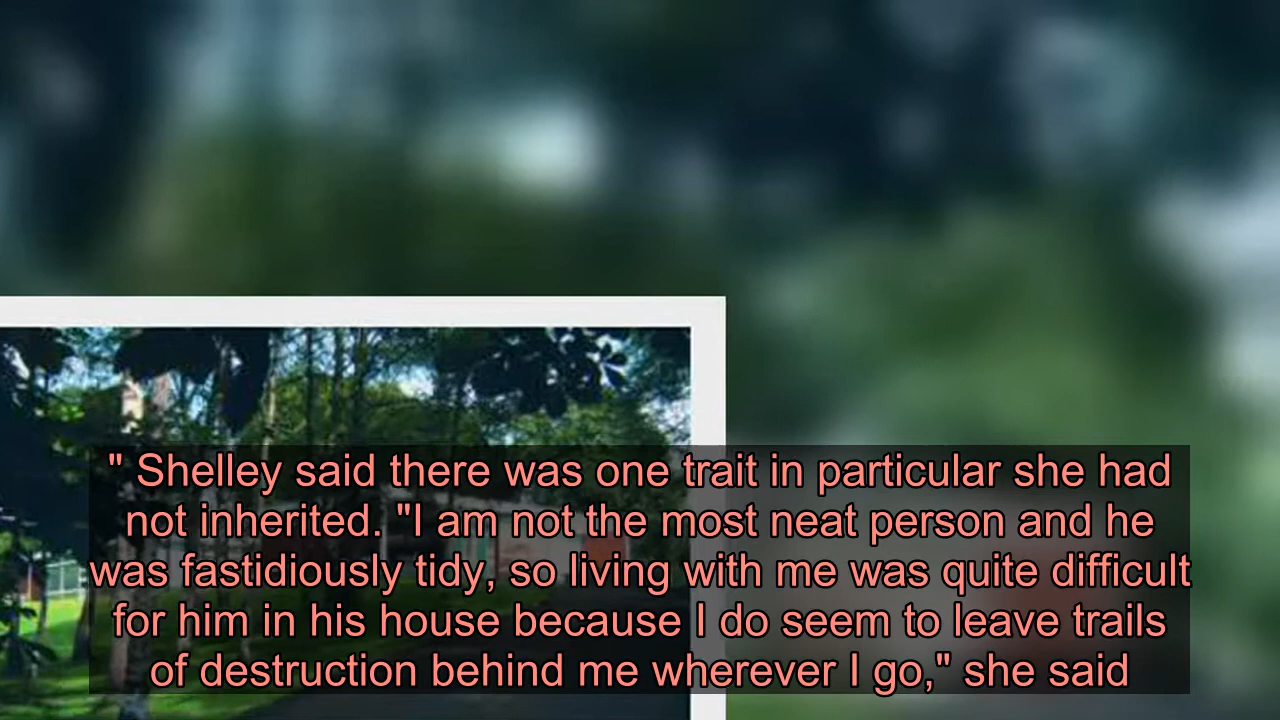 " Shelley said there was one trait in particular she had
not inherited. "I am not the most neat person and he
was fastidiously tidy, so living with me was quite difficult
for him in his house because I do seem to leave trails
of destruction behind me wherever I go," she said